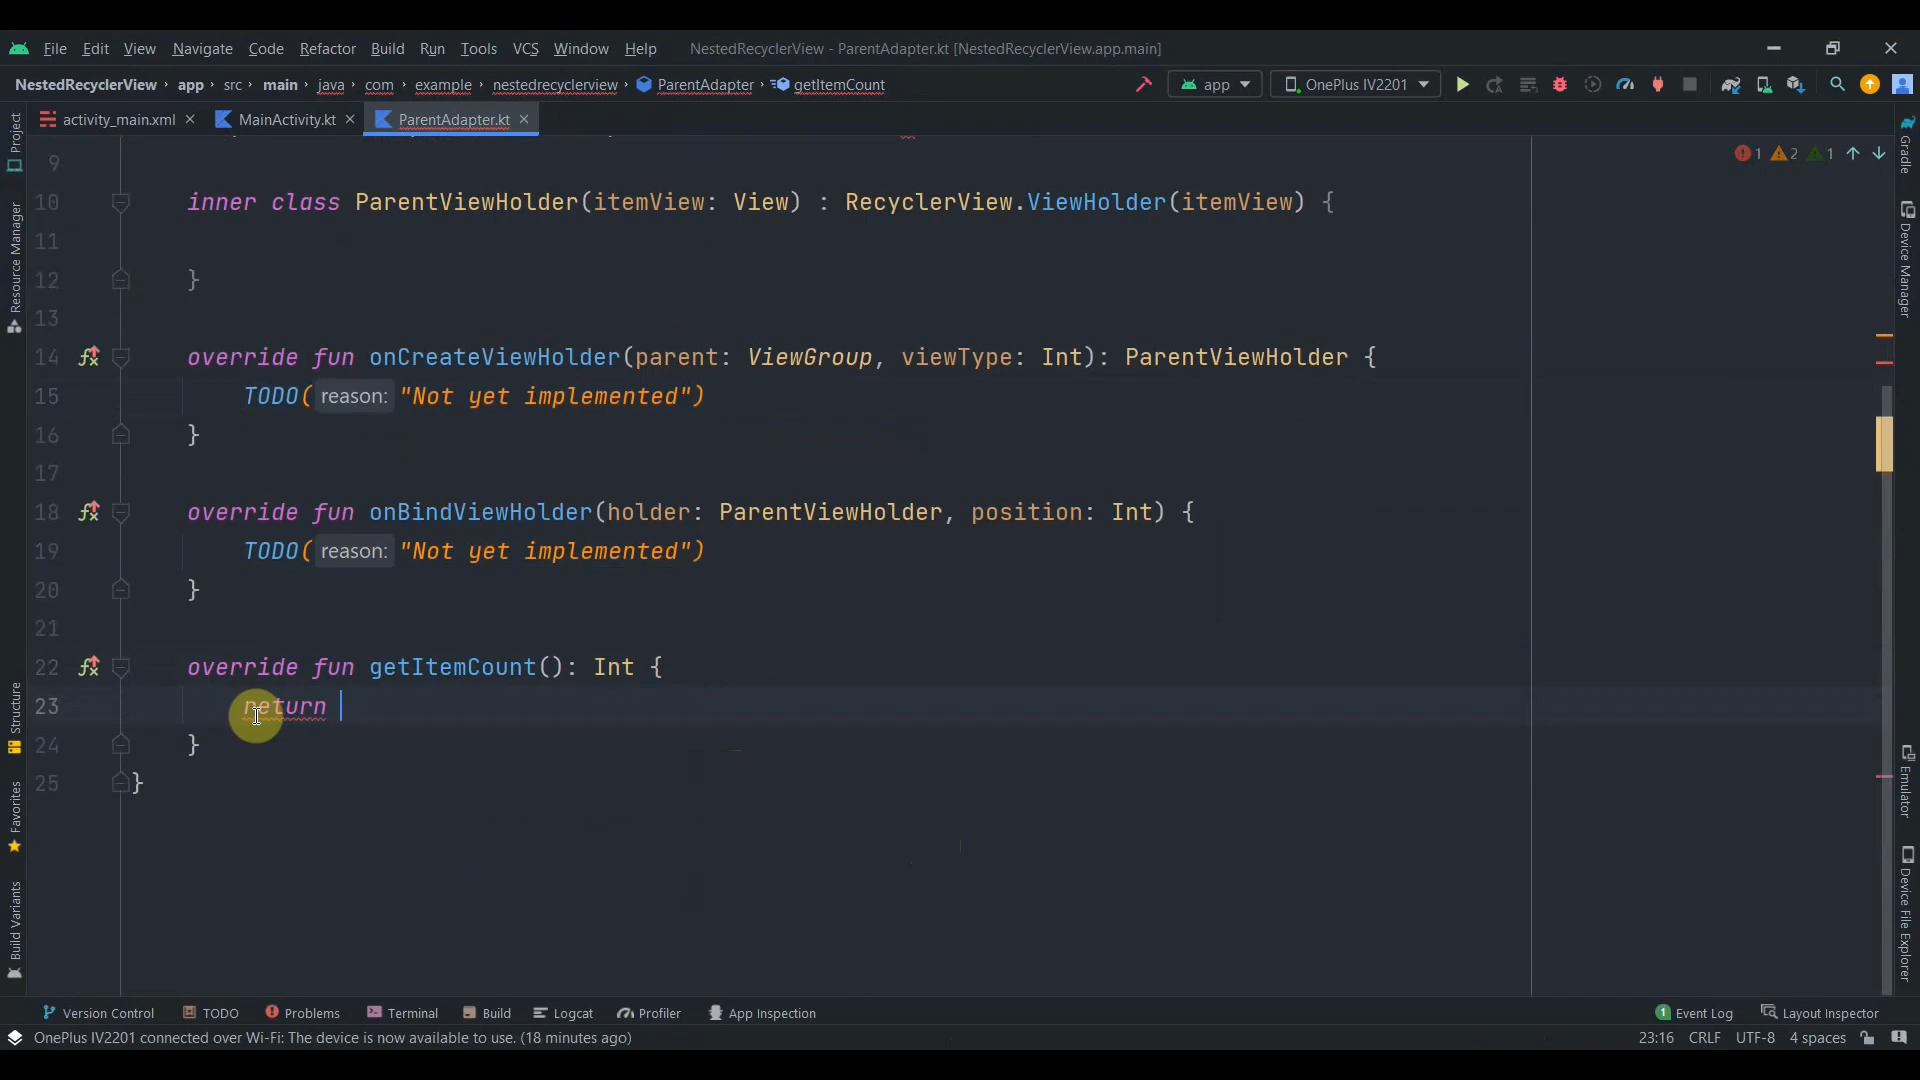 File Edit View Navigate Code Refactor Build Run Tools VCS Window Help NestedRecyclerView - ParentAdapter.kt [NestedRecyclerView.app.main]
NestedRecyclerView app src main java com example nestedrecyclerview ParentAdapter getItemCount app OnePlus IV2201
activity_main.xml MainActivity.kt ParentAdapter.kt
1 2 1
9
10 inner class ParentViewHolder(itemView: View) : RecyclerView.ViewHolder(itemView) {
11
12 }
13
14 override fun onCreateViewHolder(parent: ViewGroup, viewType: Int): ParentViewHolder {
15 TODO( reason: "Not yet implemented")
16 }
17
18 override fun onBindViewHolder(holder: ParentViewHolder, position: Int) {
19 TODO( reason: "Not yet implemented")
20 }
21
22 override fun getItemCount(): Int {
23 return
24 }
25 }
Project
Resource Manager
Structure
Favorites
Build Variants
Gradle
Device Manager
Emulator
Device File Explorer
Version Control TODO Problems Terminal Build Logcat Profiler App Inspection 1 Event Log Layout Inspector
OnePlus IV2201 connected over Wi-Fi: The device is now available to use. (18 minutes ago) 23:16 CRLF UTF-8 4 spaces